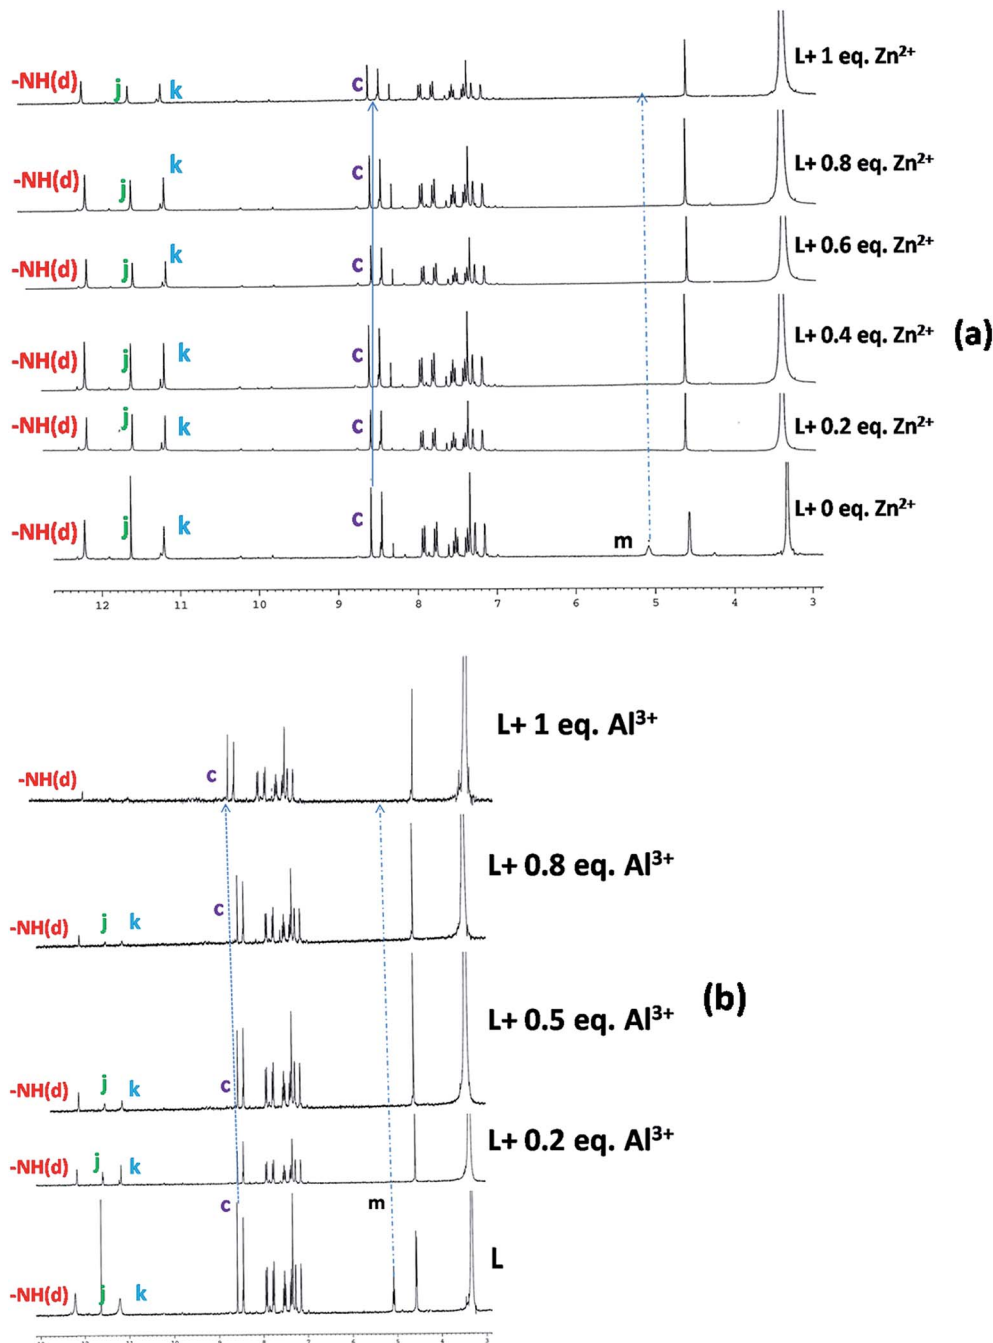 L+ 1 eq. Zn²⁺
-NH(d) j k c
L+ 0.8 eq. Zn²⁺
-NH(d) j k c
L+ 0.6 eq. Zn²⁺
-NH(d) j k c
L+ 0.4 eq. Zn²⁺
(a)
-NH(d) j k c
L+ 0.2 eq. Zn²⁺
-NH(d) j k c
L+ 0 eq. Zn²⁺
-NH(d) j k c m
12 11 10 9 8 7 6 5 4 3
L+ 1 eq. Al³⁺
-NH(d) c
L+ 0.8 eq. Al³⁺
-NH(d) j k c
(b)
L+ 0.5 eq. Al³⁺
-NH(d) j k c
L+ 0.2 eq. Al³⁺
-NH(d) j k
c m
L
-NH(d) j k